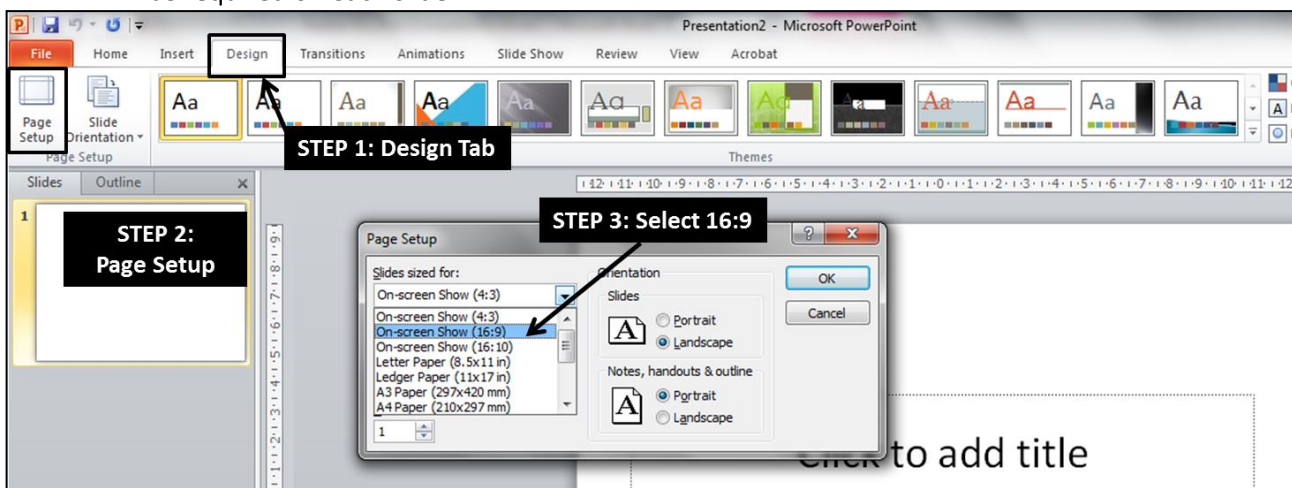 Presentation2 - Microsoft PowerPoint
File Home Insert Design Transitions Animations Slide Show Review View Acrobat
Page Setup
Slide Orientation
Aa Aa Aa Aa Aa Aa Aa Aa Aa Aa Aa Aa Aa
STEP 1: Design Tab
Page Setup Themes
Slides Outline
1
STEP 2:
Page Setup
STEP 3: Select 16:9
Page Setup
Slides sized for:
On-screen Show (4:3)
On-screen Show (4:3)
On-screen Show (16:9)
On-screen Show (16:10)
Letter Paper (8.5x11 in)
Ledger Paper (11x17 in)
A3 Paper (297x420 mm)
A4 Paper (210x297 mm)
1
Orientation
Slides
A
Portrait
Landscape
Notes, handouts & outline
A
Portrait
Landscape
OK
Cancel
Click to add title